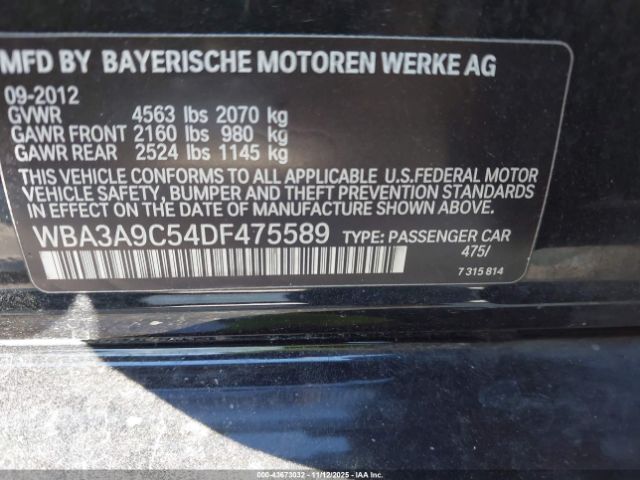 MFD BY BAYERISCHE MOTOREN WERKE AG
09-2012
GVWR 4563 lbs 2070 kg
GAWR FRONT 2160 lbs 980 kg
GAWR REAR 2524 lbs 1145 kg
THIS VEHICLE CONFORMS TO ALL APPLICABLE U.S.FEDERAL MOTOR
VEHICLE SAFETY, BUMPER AND THEFT PREVENTION STANDARDS
IN EFFECT ON THE DATE OF MANUFACTURE SHOWN ABOVE.
WBA3A9C54DF475589 TYPE: PASSENGER CAR
475/
7 315 814
000-43673032 - 11/12/2025 - IAAI.com